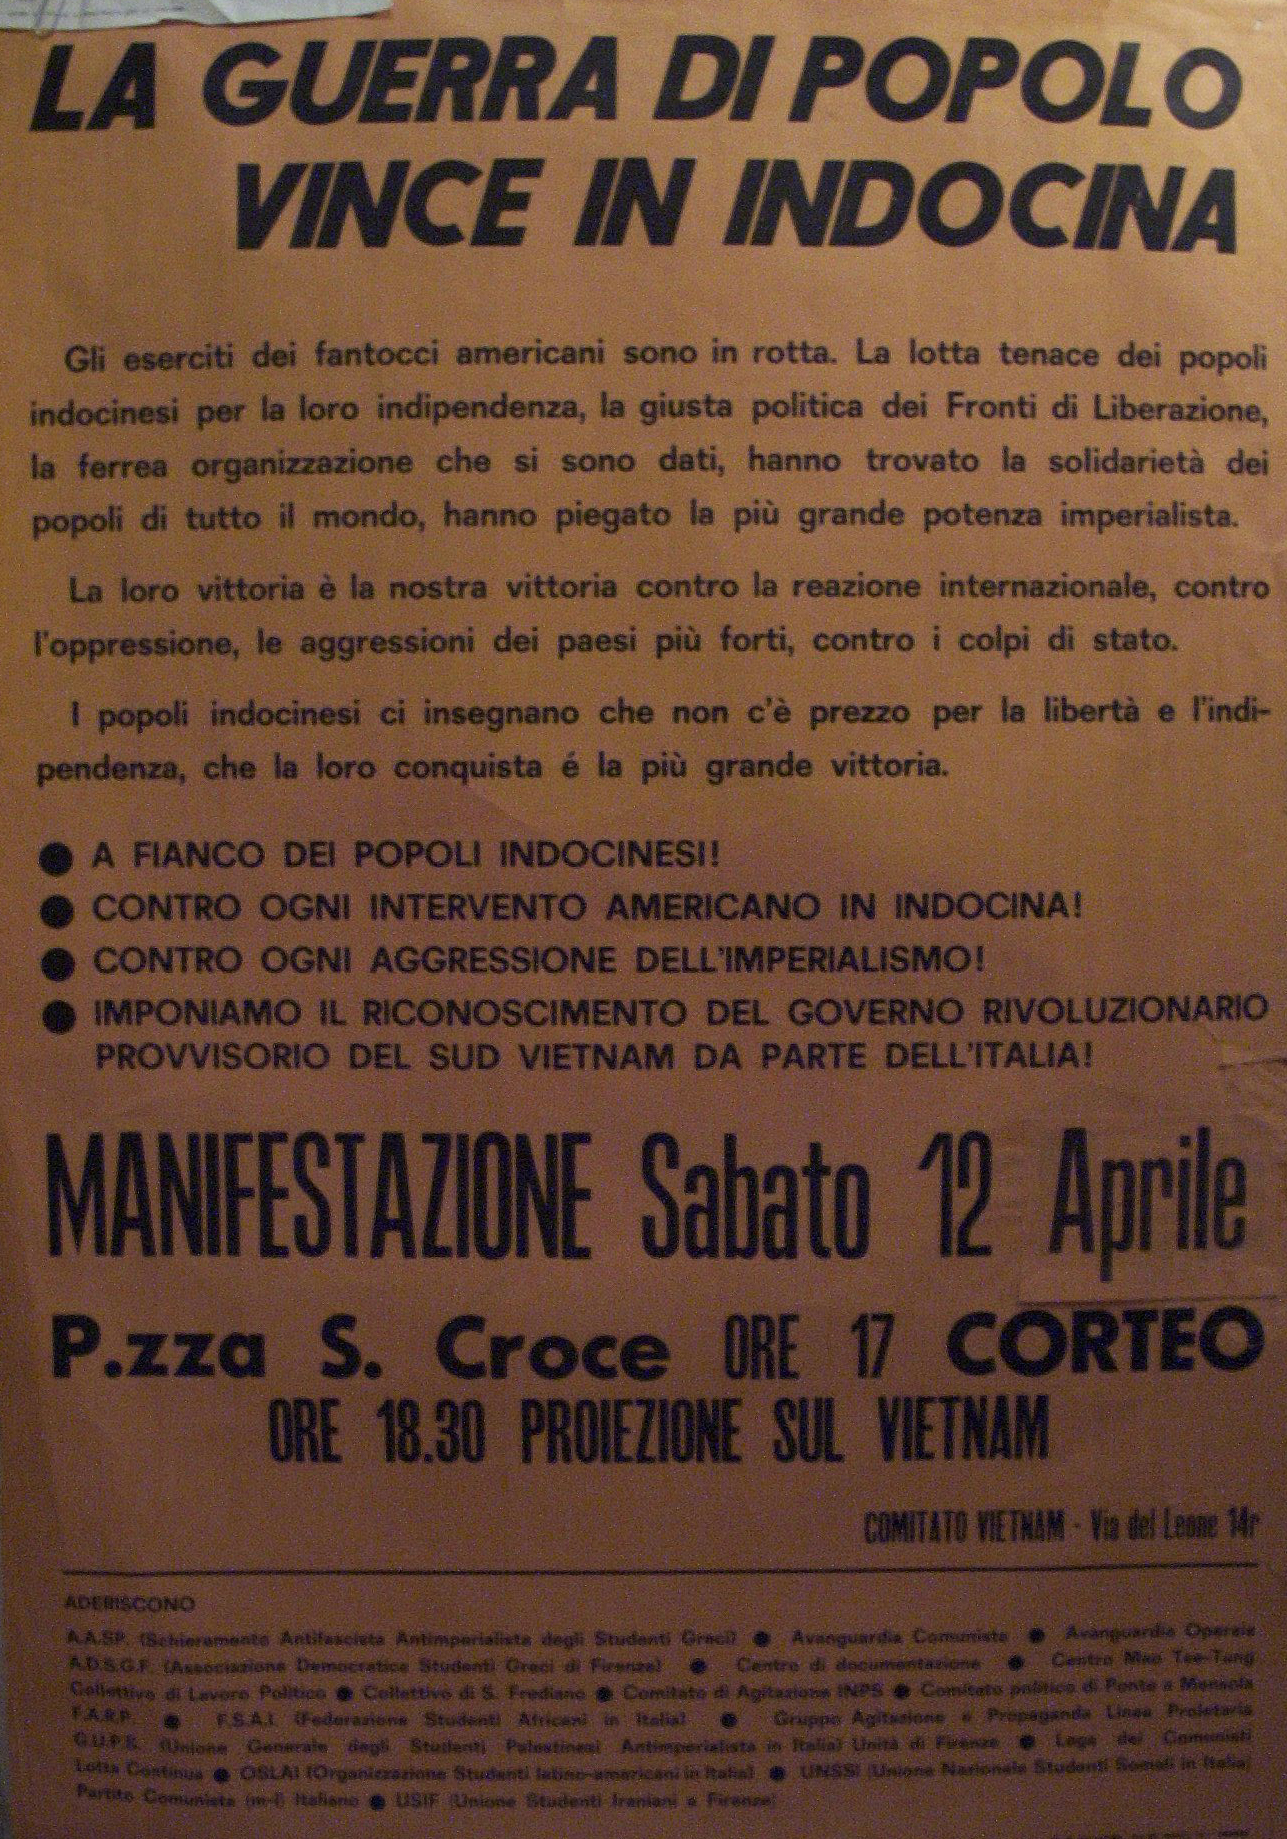 LA GUERRA DI POPOLO
VINCE IN INDOCINA
Gli eserciti dei fantocci americani sono in rotta. La lotta tenace dei popoli
indocinesi per la loro indipendenza, la giusta politica dei Fronti di Liberazione,
la ferrea organizzazione che si sono dati, hanno trovato la solidarietà dei
popoli di tutto il mondo, hanno piegato la più grande potenza imperialista.
La loro vittoria è la nostra vittoria contro la reazione internazionale, contro
l'oppressione, le aggressioni dei paesi più forti, contro i colpi di stato.
I popoli indocinesi ci insegnano che non c'è prezzo per la libertà e l'indi-
pendenza, che la loro conquista é la più grande vittoria.
● A FIANCO DEI POPOLI INDOCINESI!
● CONTRO OGNI INTERVENTO AMERICANO IN INDOCINA!
● CONTRO OGNI AGGRESSIONE DELL'IMPERIALISMO!
● IMPONIAMO IL RICONOSCIMENTO DEL GOVERNO RIVOLUZIONARIO
PROVVISORIO DEL SUD VIETNAM DA PARTE DELL'ITALIA!
MANIFESTAZIONE Sabato 12 Aprile
P.zza S. Croce ORE 17 CORTEO
ORE 18.30 PROIEZIONE SUL VIETNAM
COMITATO VIETNAM - Via del Leone 14r
ADERISCONO
A.A.SP. (Schieramento Antifascista Antimperialista degli Studenti Greci) ● Avanguardia Comunista ● Avanguardia Operaia
A.D.S.G.F. (Associazione Democratica Studenti Greci di Firenze) ● Centro di documentazione ● Centro Mao Tse-Tung
Collettivo di Lavoro Politico ● Collettivo di S. Frediano ● Comitato di Agitazione INPS ● Comitato politico di Ponte a Mensola
F.A.R.P. ● F.S.A.I. (Federazione Studenti Africani in Italia) ● Gruppo Agitazione e Propaganda Linea Proletaria
G.U.P.S. (Unione Generale degli Studenti Palestinesi Antimperialista in Italia) Unità di Firenze ● Lega dei Comunisti
Lotta Continua ● OSLAI (Organizzazione Studenti latino-americani in Italia) ● UNSSI (Unione Nazionale Studenti Somali in Italia)
Partito Comunista (m-l) Italiano ● USIF (Unione Studenti Iraniani a Firenze)